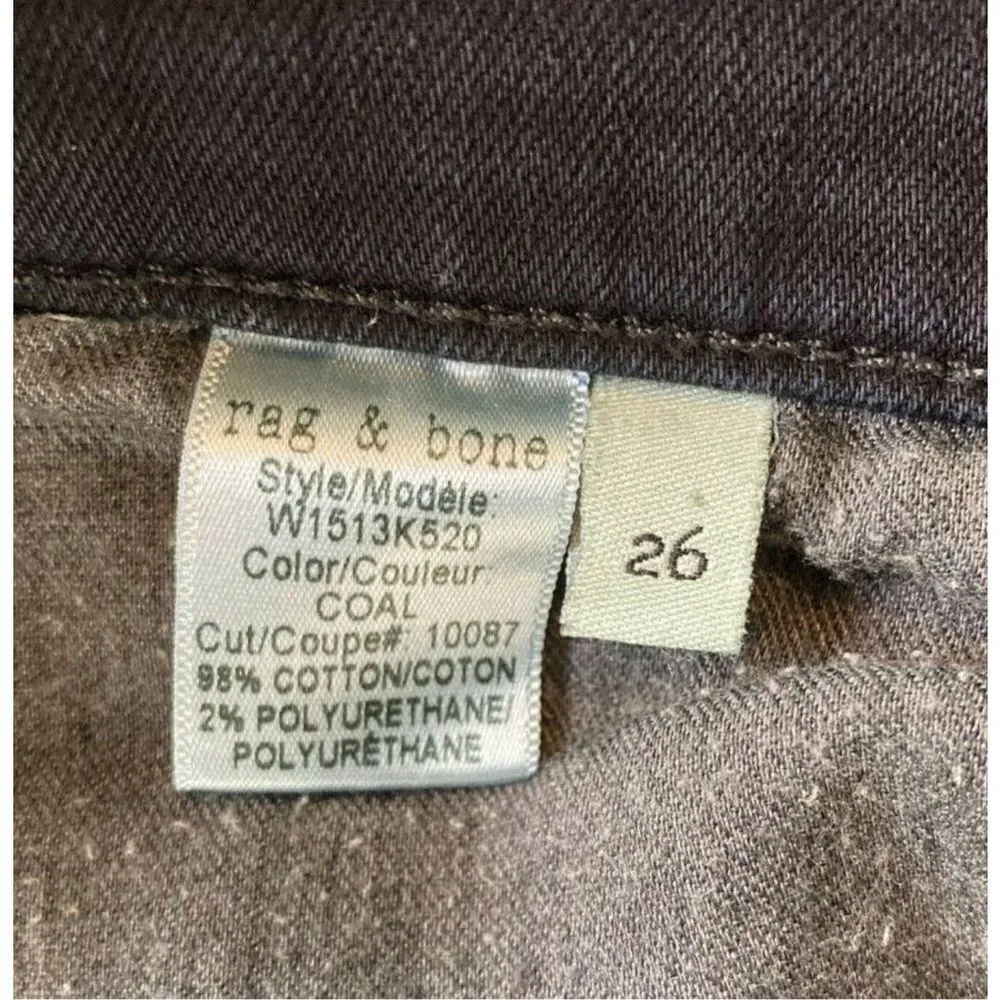 rag & bone
Style/Modèle:
W1513K520
Color/Couleur:
COAL
Cut/Coupe#: 10087
98% COTTON/COTON
2% POLYURETHANE/
POLYURÉTHANE
26